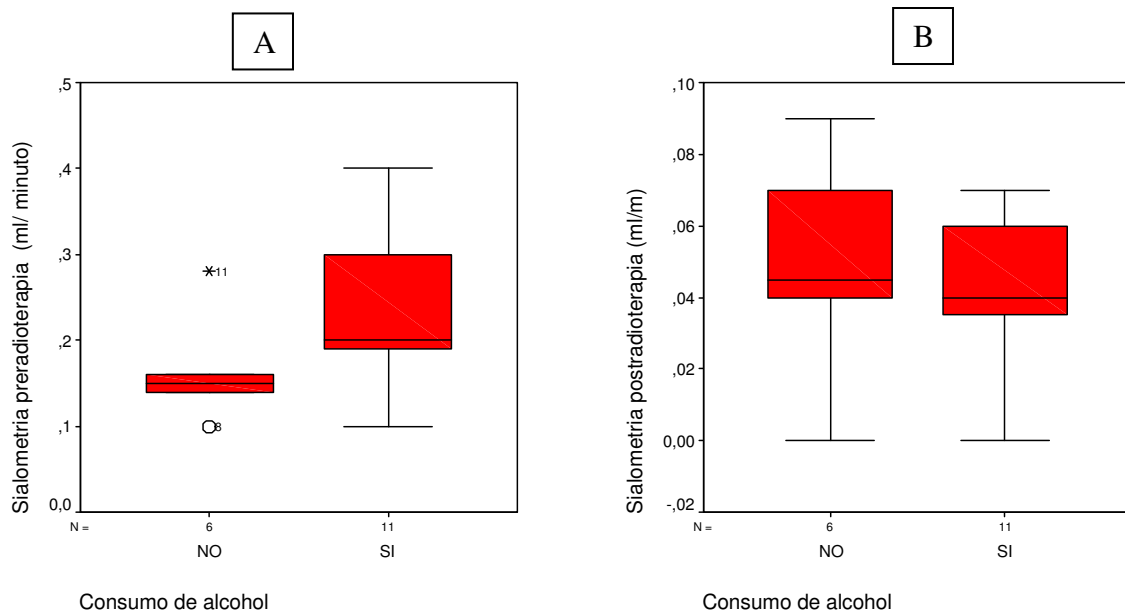 A
Sialometria preradioterapia (ml/ minuto)
,5
,4
,3
,2
,1
0,0
11
8
N =
6
11
NO
SI
Consumo de alcohol
B
Sialometria postradioterapia (ml/m)
,10
,08
,06
,04
,02
0,00
-,02
N =
6
11
NO
SI
Consumo de alcohol